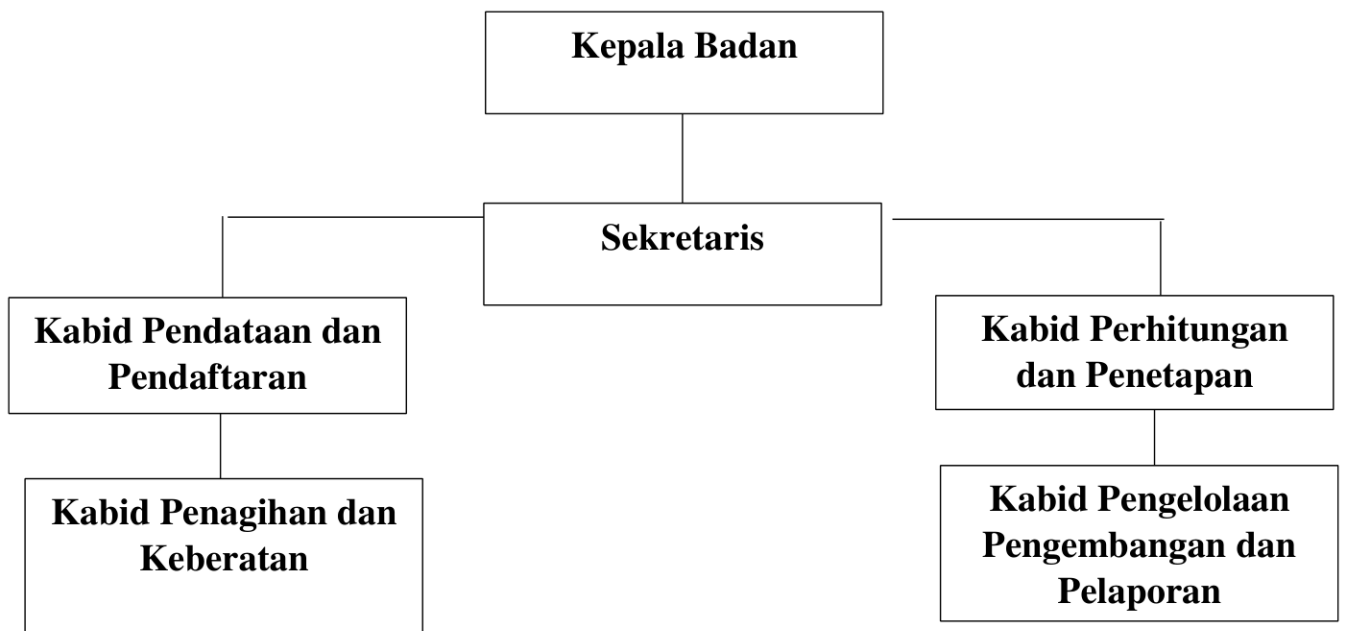 Kepala Badan
Sekretaris
Kabid Pendataan dan
Pendaftaran
Kabid Perhitungan
dan Penetapan
Kabid Penagihan dan
Keberatan
Kabid Pengelolaan
Pengembangan dan
Pelaporan